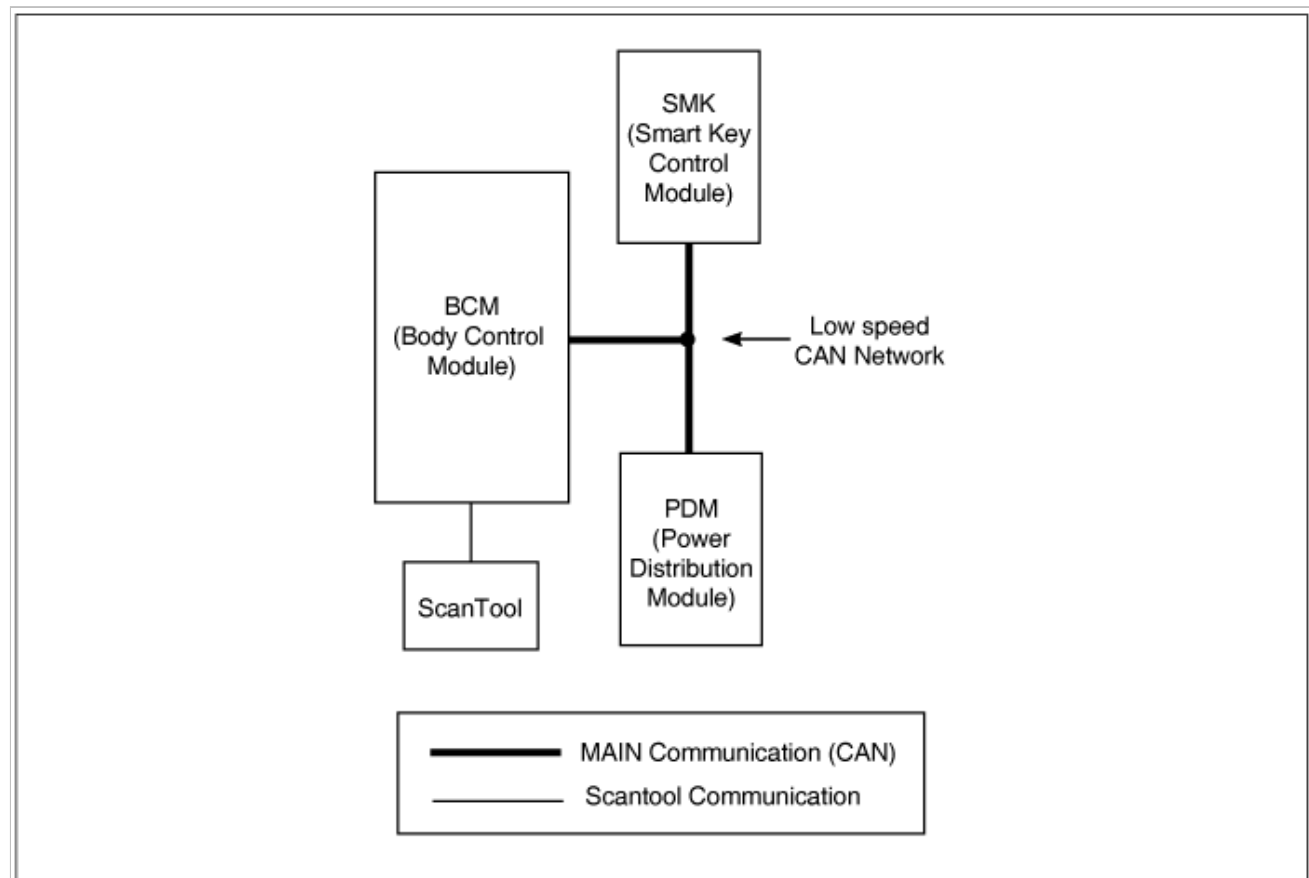 SMK
(Smart Key
Control
Module)
BCM
(Body Control
Module)
Low speed
CAN Network
PDM
(Power
Distribution
Module)
ScanTool
MAIN Communication (CAN)
Scantool Communication